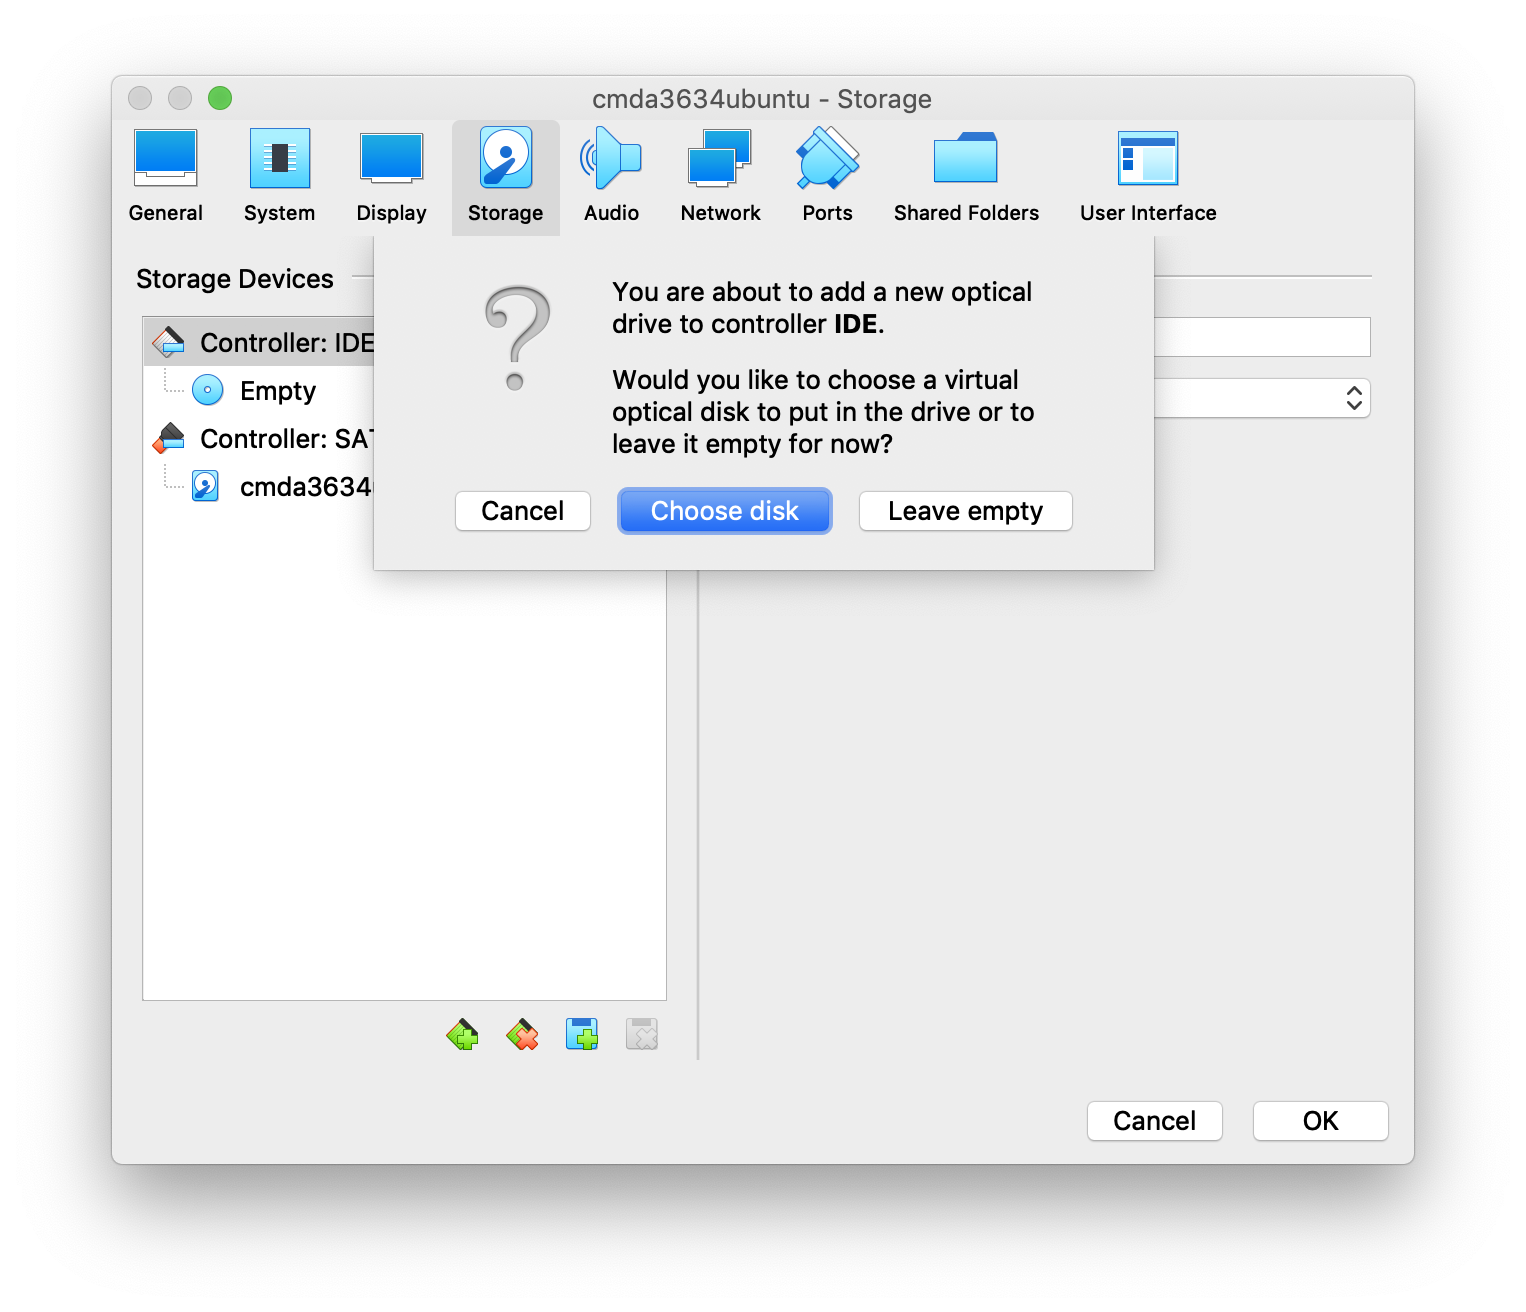 cmda3634ubuntu - Storage
General System Display Storage Audio Network Ports Shared Folders User Interface
Storage Devices
Controller: IDE
Empty
Controller: SAT
cmda3634
You are about to add a new optical
drive to controller IDE.
Would you like to choose a virtual
optical disk to put in the drive or to
leave it empty for now?
Cancel Choose disk Leave empty
Cancel OK